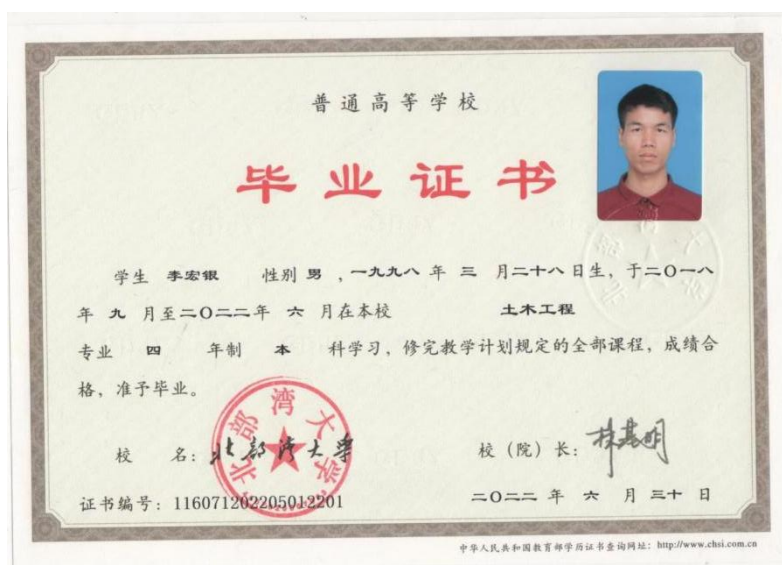 普通高等学校
毕业证书
学生 李宏银 性别 男 ,一九九八 年 三 月二十八日生，于二〇一八
年 九 月至二〇二二年 六 月在本校 土木工程
专业 四 年制 本 科学习，修完教学计划规定的全部课程，成绩合
格，准予毕业。
校 名：北部湾大学
校（院）长：
北部湾大学
证书编号：116071202205012201
二〇二二 年 六 月 三十 日
中华人民共和国教育部学历证书查询网址：http://www.chsi.com.cn